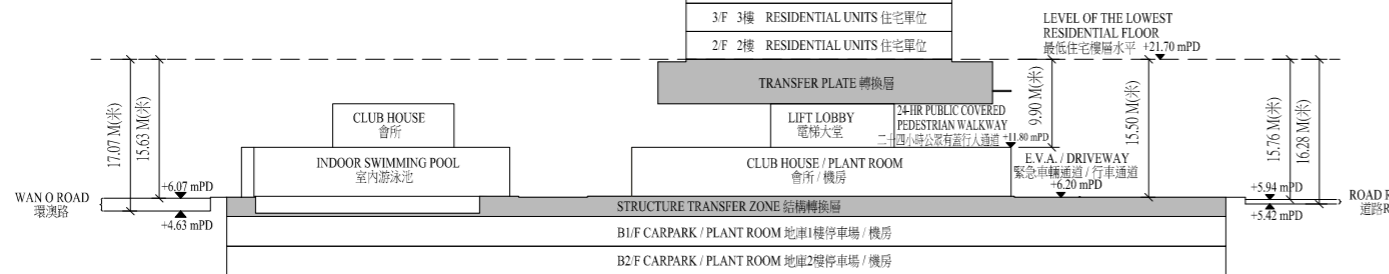 3/F 3樓 RESIDENTIAL UNITS 住宅單位
2/F 2樓 RESIDENTIAL UNITS 住宅單位
LEVEL OF THE LOWEST
RESIDENTIAL FLOOR
最低住宅樓層水平 +21.70 mPD
TRANSFER PLATE 轉換層
17.07 M(米)
15.63 M(米)
CLUB HOUSE
會所
LIFT LOBBY
電梯大堂
24-HR PUBLIC COVERED
PEDESTRIAN WALKWAY
二十四小時公眾有蓋行人通道 +11.80 mPD
9.90 M(米)
15.50 M(米)
15.76 M(米)
16.28 M(米)
INDOOR SWIMMING POOL
室內游泳池
CLUB HOUSE / PLANT ROOM
會所 / 機房
E.V.A. / DRIVEWAY
緊急車輛通道 / 行車通道
+6.20 mPD
WAN O ROAD
環澳路
+6.07 mPD
+4.63 mPD
+5.94 mPD
+5.42 mPD
ROAD R
道路R
STRUCTURE TRANSFER ZONE 結構轉換層
B1/F CARPARK / PLANT ROOM 地庫1樓停車場 / 機房
B2/F CARPARK / PLANT ROOM 地庫2樓停車場 / 機房